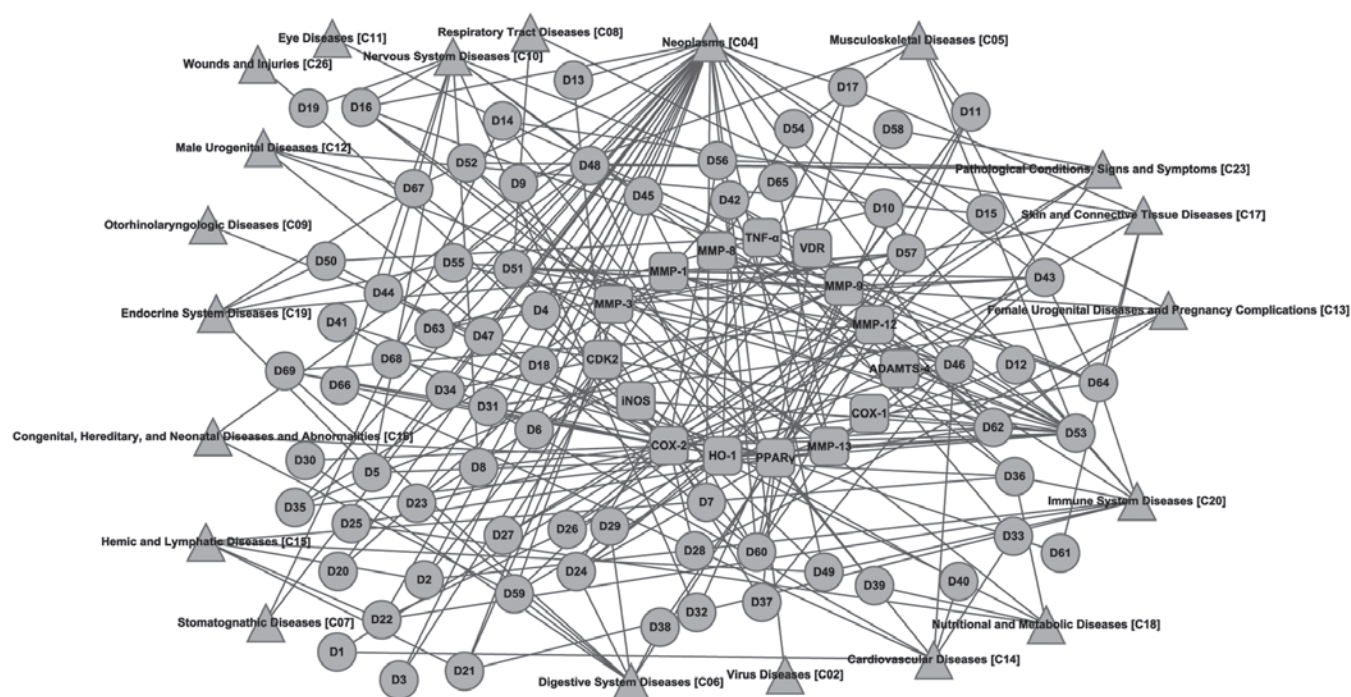 Respiratory Tract Diseases [C08]
Eye Diseases [C11]
Neoplasms [C04]
Musculoskeletal Diseases [C05]
Nervous System Diseases [C10]
Wounds and Injuries [C26]
D13
D17
D19
D16
D11
D14
D54
D58
Male Urogenital Diseases [C12]
D52
D48
D56
Pathological Conditions, Signs and Symptoms [C23]
D67
D9
D65
D45
D42
D10
D15
Skin and Connective Tissue Diseases [C17]
Otorhinolaryngologic Diseases [C09]
TNF-α
VDR
MMP-8
D57
D50
D55
D51
MMP-1
D43
D44
MMP-9
MMP-3
D4
Endocrine System Diseases [C19]
Female Urogenital Diseases and Pregnancy Complications [C13]
D41
D63
D47
MMP-12
D68
CDK2
D18
ADAMTS-4
D46
D12
D69
D66
D34
D64
D31
iNOS
COX-1
D6
D62
D53
Congenital, Hereditary, and Neonatal Diseases and Abnormalities [C16]
COX-2
HO-1
PPARγ
MMP-13
D30
D5
D8
D36
D35
D23
D7
Immune System Diseases [C20]
D25
D27
D26
D29
D33
Hemic and Lymphatic Diseases [C15]
D28
D60
D61
D20
D2
D24
D49
D59
D39
D40
D22
D32
D37
Stomatognathic Diseases [C07]
D38
Nutritional and Metabolic Diseases [C18]
D1
D21
D3
Cardiovascular Diseases [C14]
Digestive System Diseases [C06]
Virus Diseases [C02]